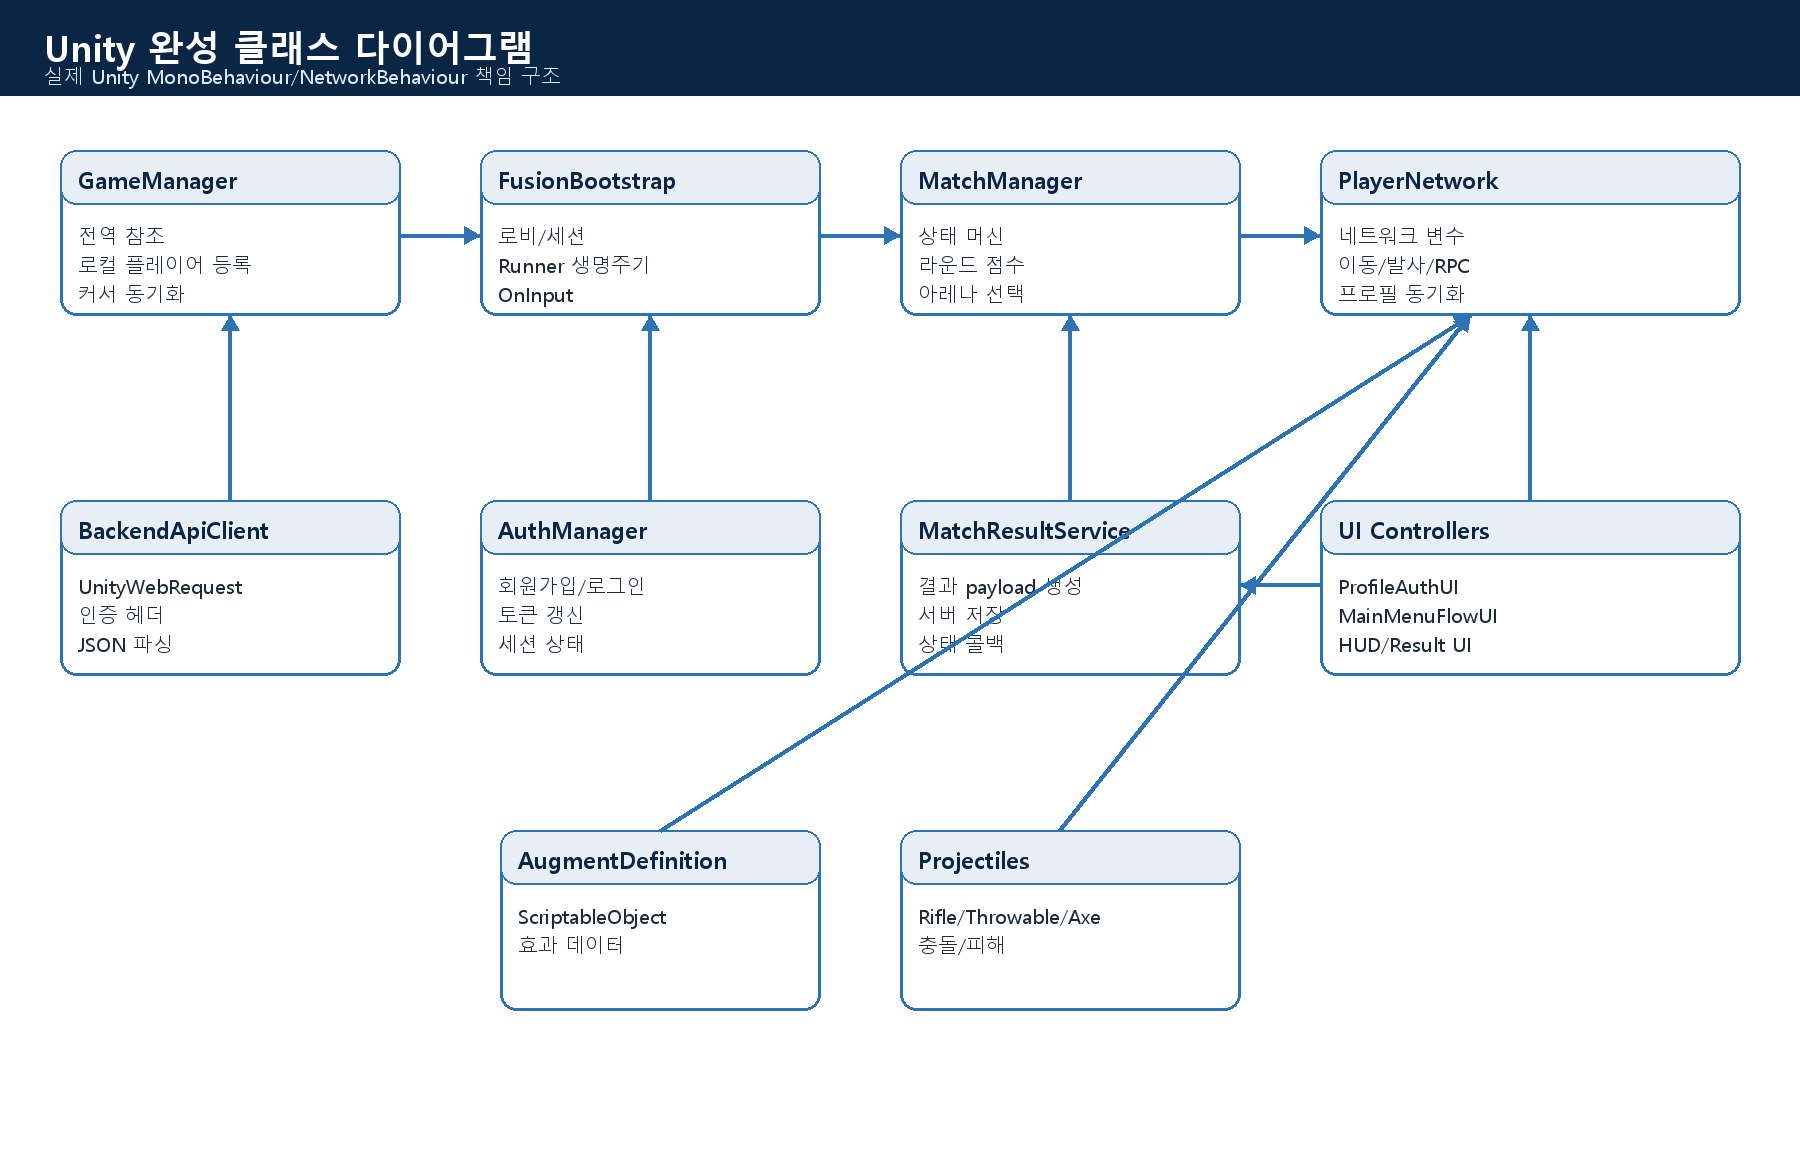 Unity 완성 클래스 다이어그램
실제 Unity MonoBehaviour/NetworkBehaviour 책임 구조
GameManager
전역 참조
로컬 플레이어 등록
커서 동기화
FusionBootstrap
로비/세션
Runner 생명주기
OnInput
MatchManager
상태 머신
라운드 점수
아레나 선택
PlayerNetwork
네트워크 변수
이동/발사/RPC
프로필 동기화
BackendApiClient
UnityWebRequest
인증 헤더
JSON 파싱
AuthManager
회원가입/로그인
토큰 갱신
세션 상태
MatchResultService
결과 payload 생성
서버 저장
상태 콜백
UI Controllers
ProfileAuthUI
MainMenuFlowUI
HUD/Result UI
AugmentDefinition
ScriptableObject
효과 데이터
Projectiles
Rifle/Throwable/Axe
충돌/피해